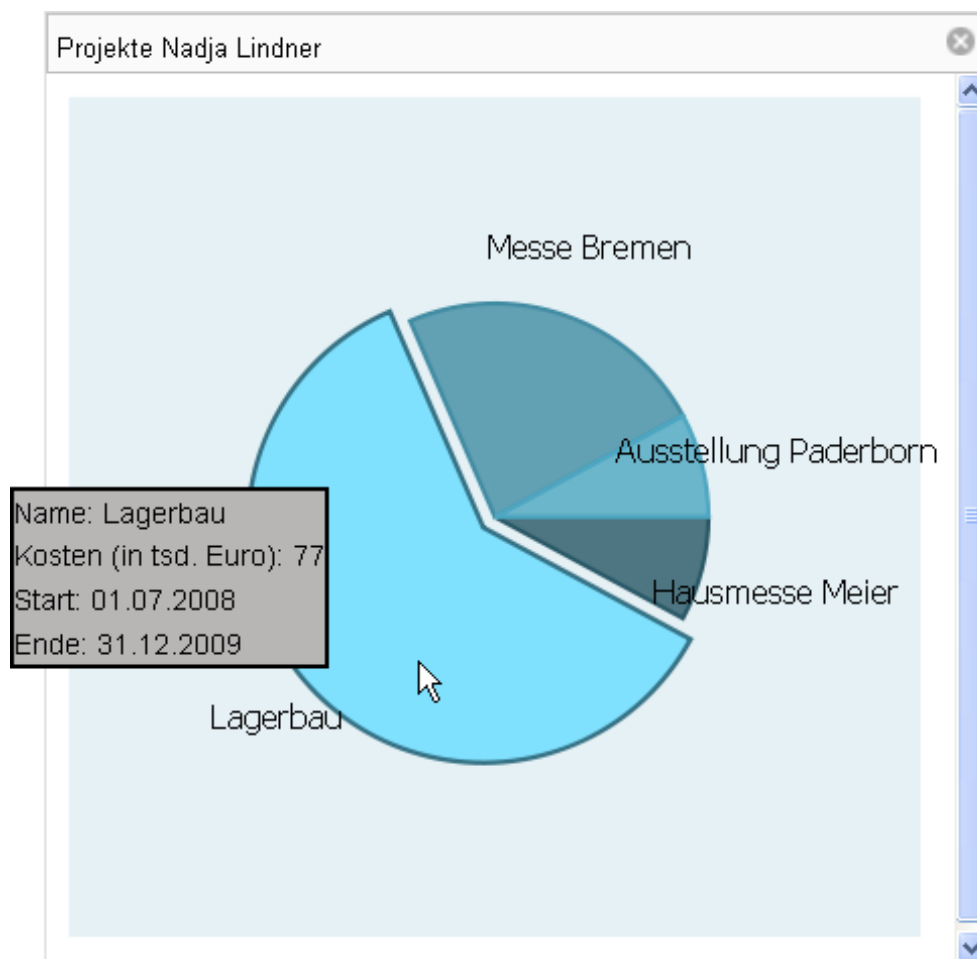 Projekte Nadja Lindner
Messe Bremen
Ausstellung Paderborn
Name: Lagerbau
Kosten (in tsd. Euro): 77
Start: 01.07.2008
Ende: 31.12.2009
Hausmesse Meier
Lagerbau